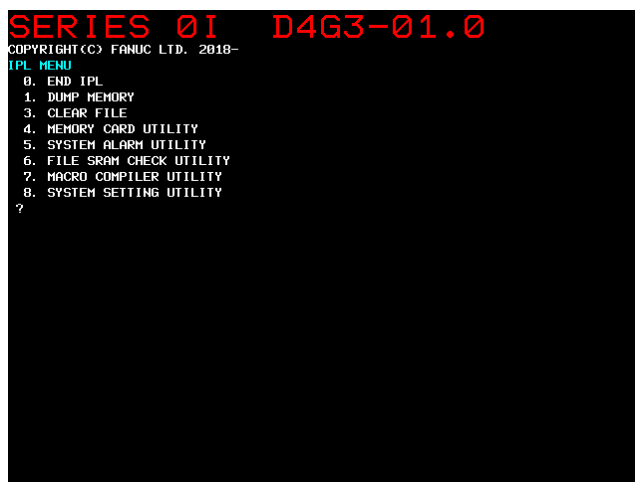 SERIES 0I D4G3-01.0
COPYRIGHT(C) FANUC LTD. 2018-
IPL MENU
0. END IPL
1. DUMP MEMORY
3. CLEAR FILE
4. MEMORY CARD UTILITY
5. SYSTEM ALARM UTILITY
6. FILE SRAM CHECK UTILITY
7. MACRO COMPILER UTILITY
8. SYSTEM SETTING UTILITY
?